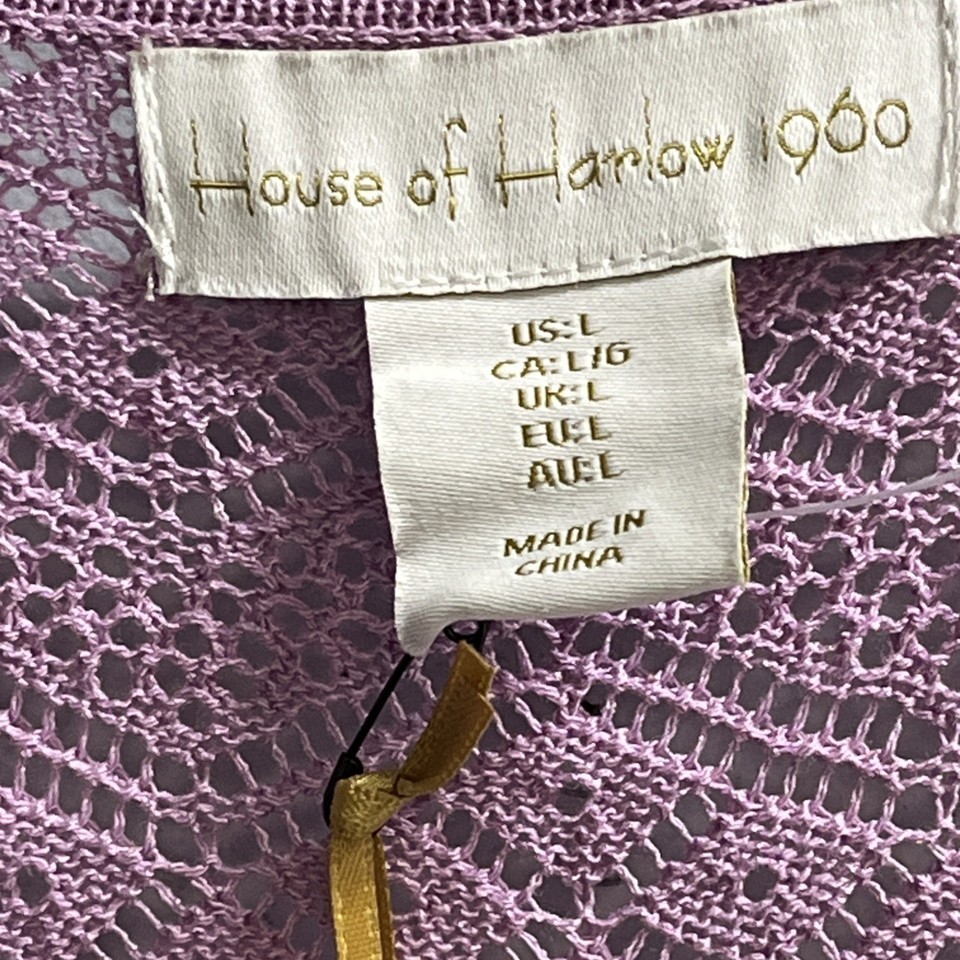 House of Harlow 1960
US: L
CA: L/G
UK: L
EU: L
AU: L
MADE IN
CHINA